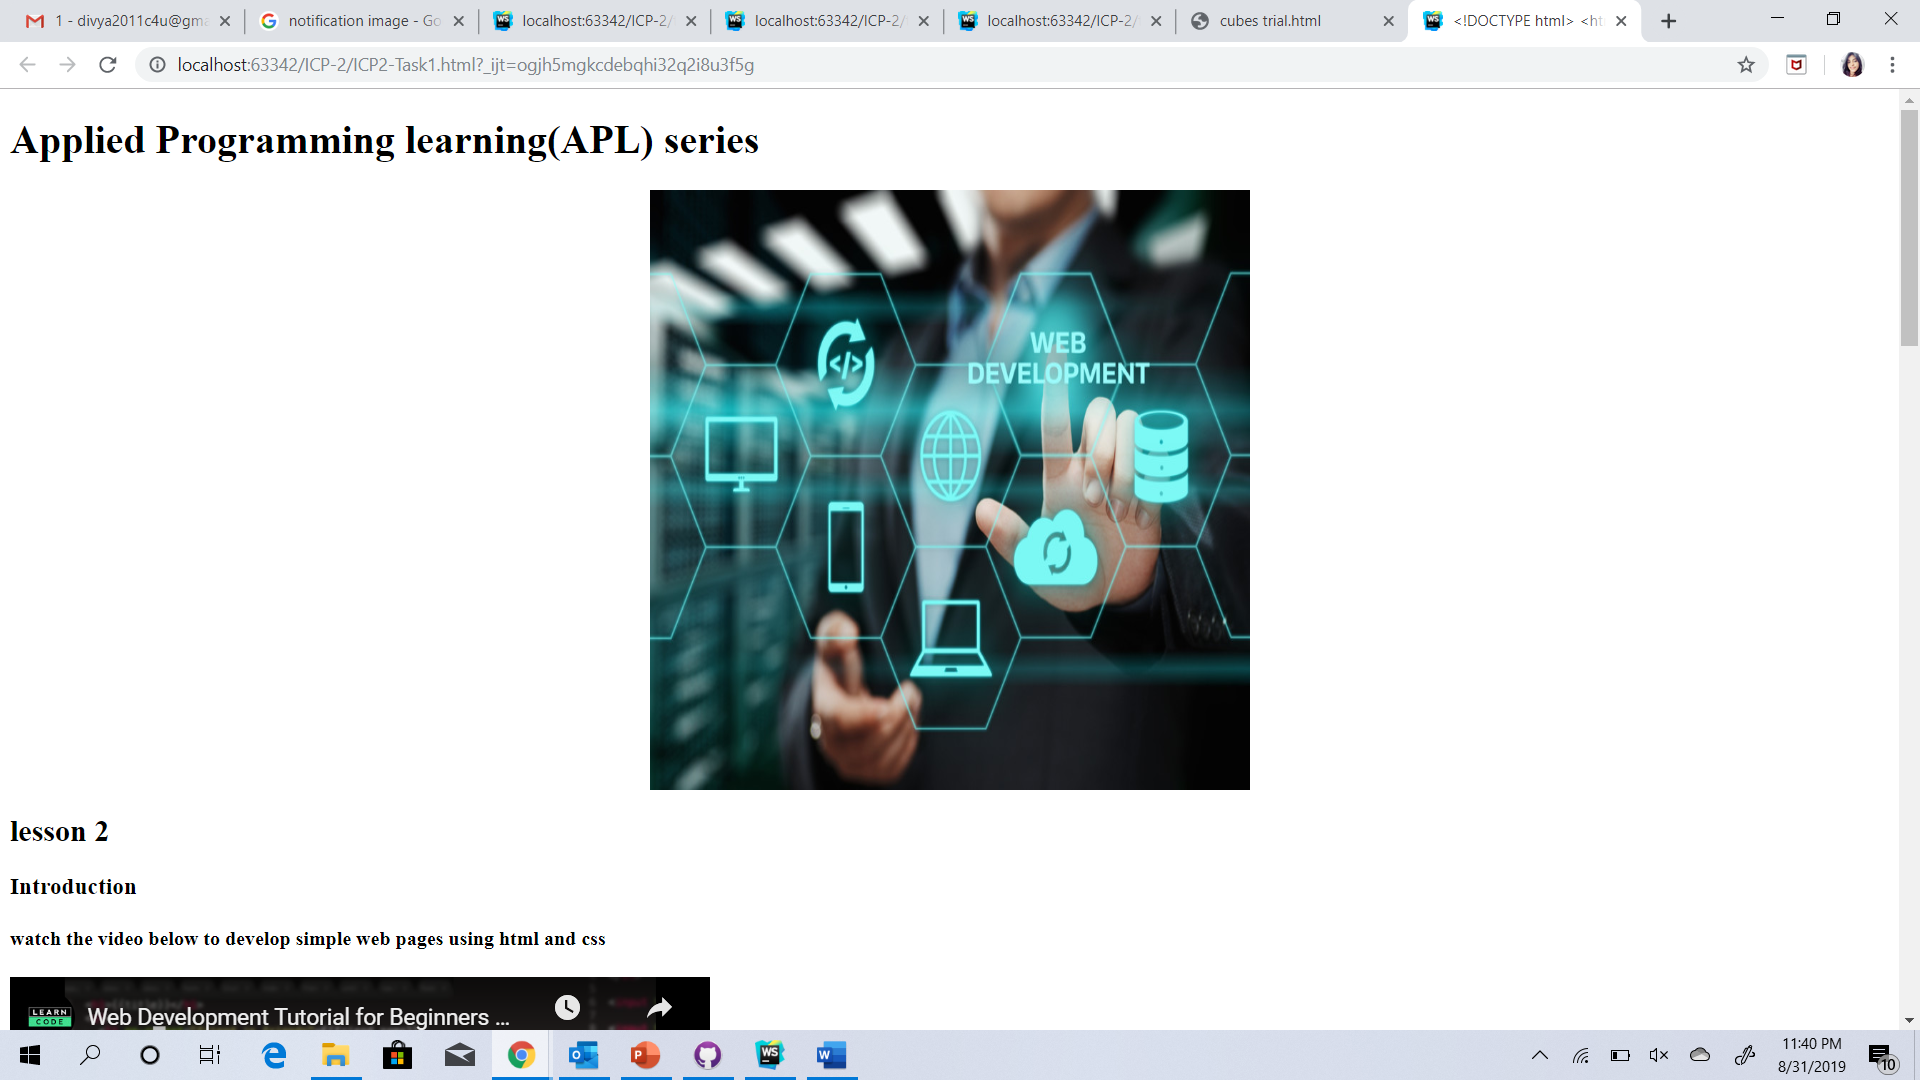 1 - divya2011c4u@gma
notification image - Go
localhost:63342/ICP-2/
localhost:63342/ICP-2/
localhost:63342/ICP-2/
cubes trial.html
<!DOCTYPE html> <ht
localhost:63342/ICP-2/ICP2-Task1.html?_ijt=ogjh5mgkcdebqhi32q2i8u3f5g
Applied Programming learning(APL) series
WEB
DEVELOPMENT
</>
lesson 2
Introduction
watch the video below to develop simple web pages using html and css
LEARN
CODE
Web Development Tutorial for Beginners ...
11:40 PM
8/31/2019
10